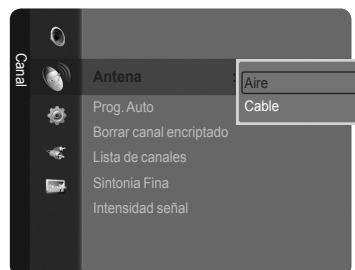 Canal
Antena :
Aire
Cable
Prog. Auto
Borrar canal encriptado
Lista de canales
Sintonia Fina
Intensidad señal